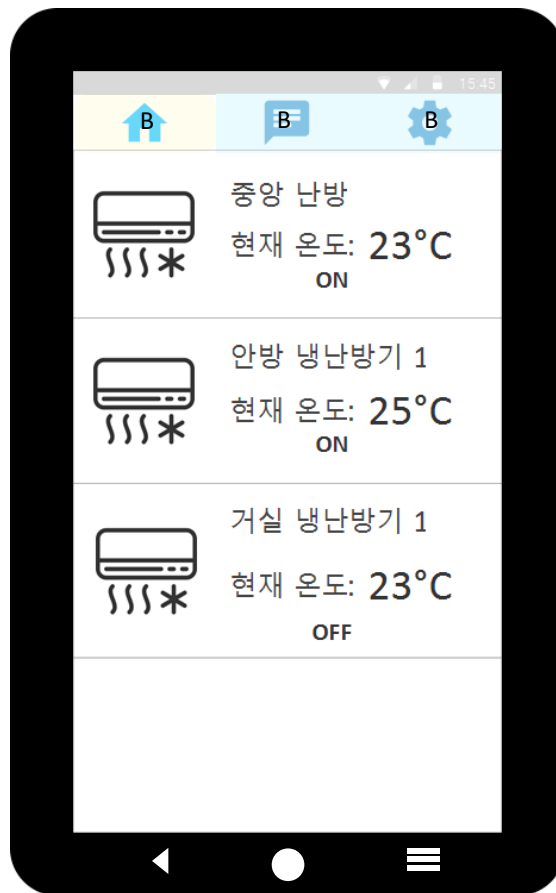 15:45
B
B
B
중앙 난방
현재 온도: 23°C
ON
안방 냉난방기 1
현재 온도: 25°C
ON
거실 냉난방기 1
현재 온도: 23°C
OFF